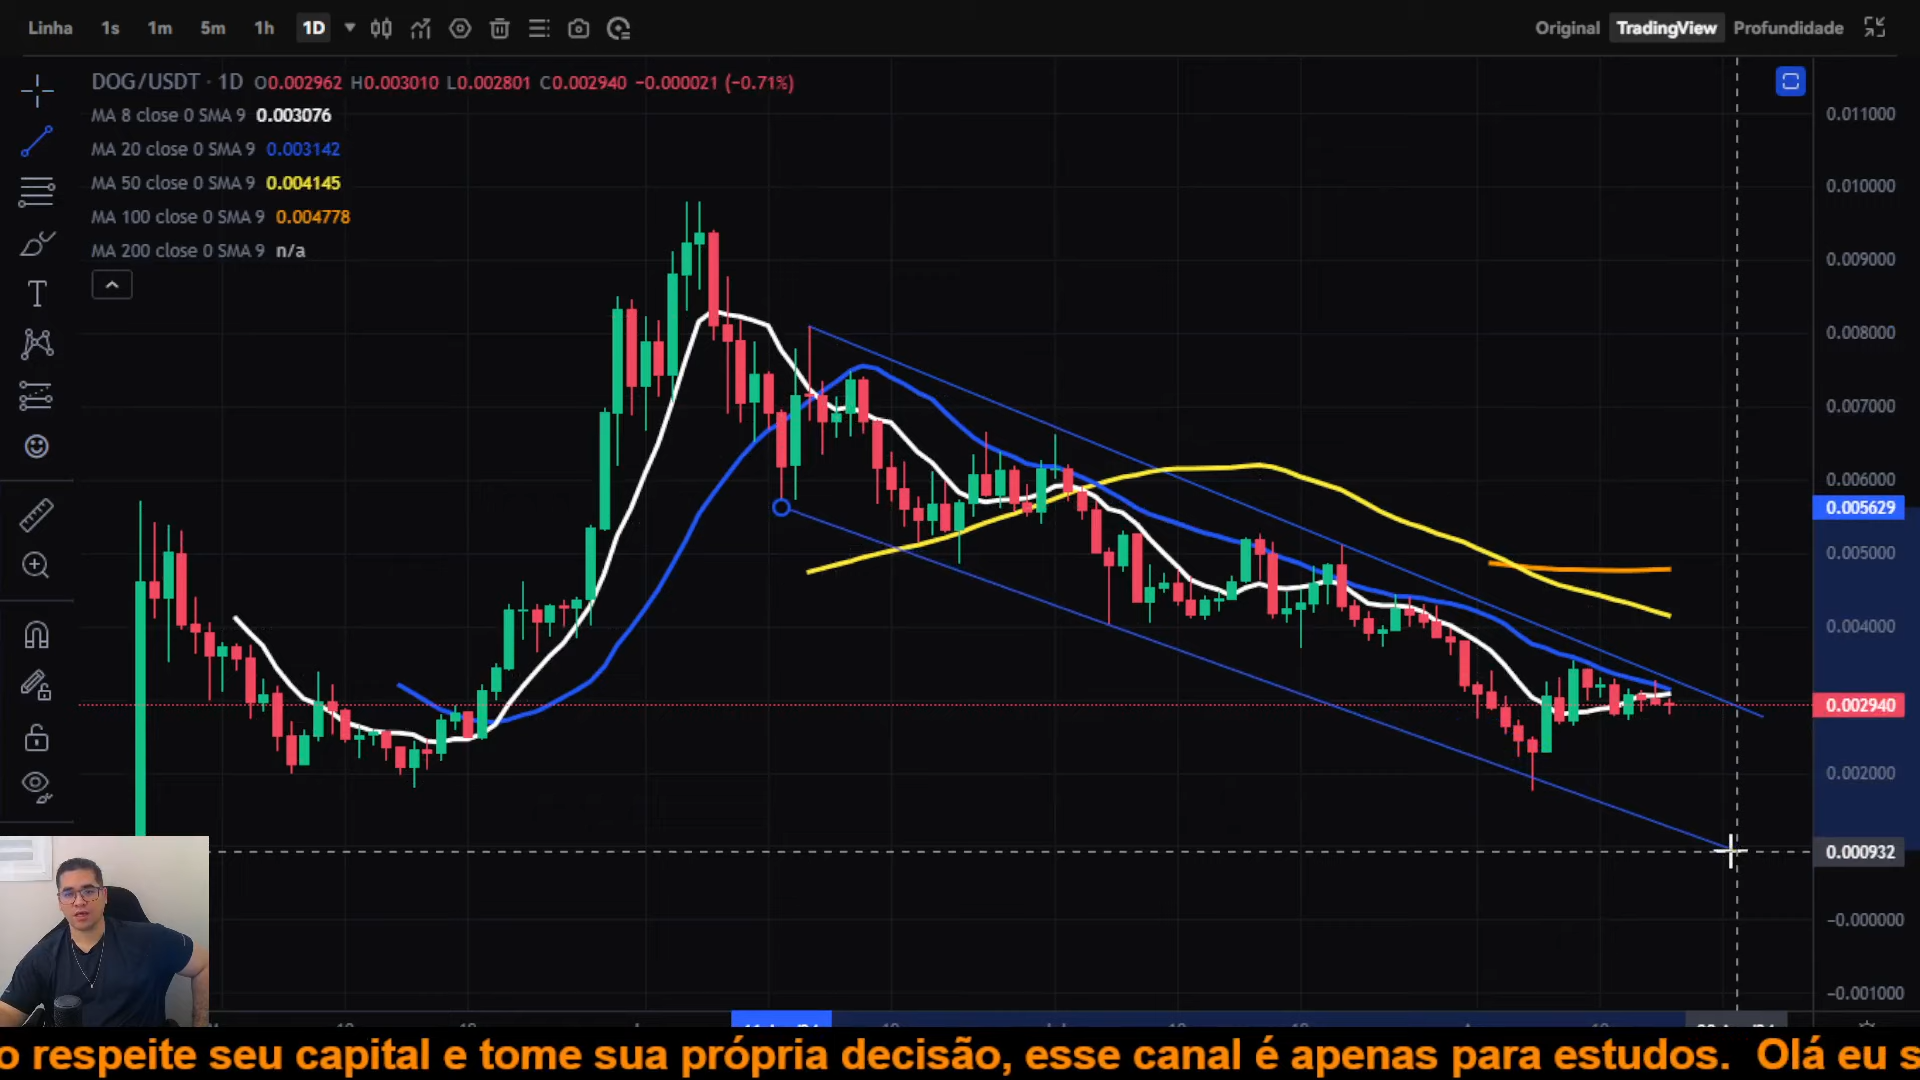 Linha 1s 1m 5m 1h 1D Original TradingView Profundidade
DOG/USDT · 1D O0.002962 H0.003010 L0.002801 C0.002940 −0.000021 (−0.71%)
MA 8 close 0 SMA 9 0.003076
MA 20 close 0 SMA 9 0.003142
MA 50 close 0 SMA 9 0.004145
MA 100 close 0 SMA 9 0.004778
MA 200 close 0 SMA 9 n/a
0.011000
0.010000
0.009000
0.008000
0.007000
0.006000
0.005629
0.005000
0.004000
0.002940
0.002000
0.000932
-0.000000
-0.001000
o respeite seu capital e tome sua própria decisão, esse canal é apenas para estudos. Olá eu s